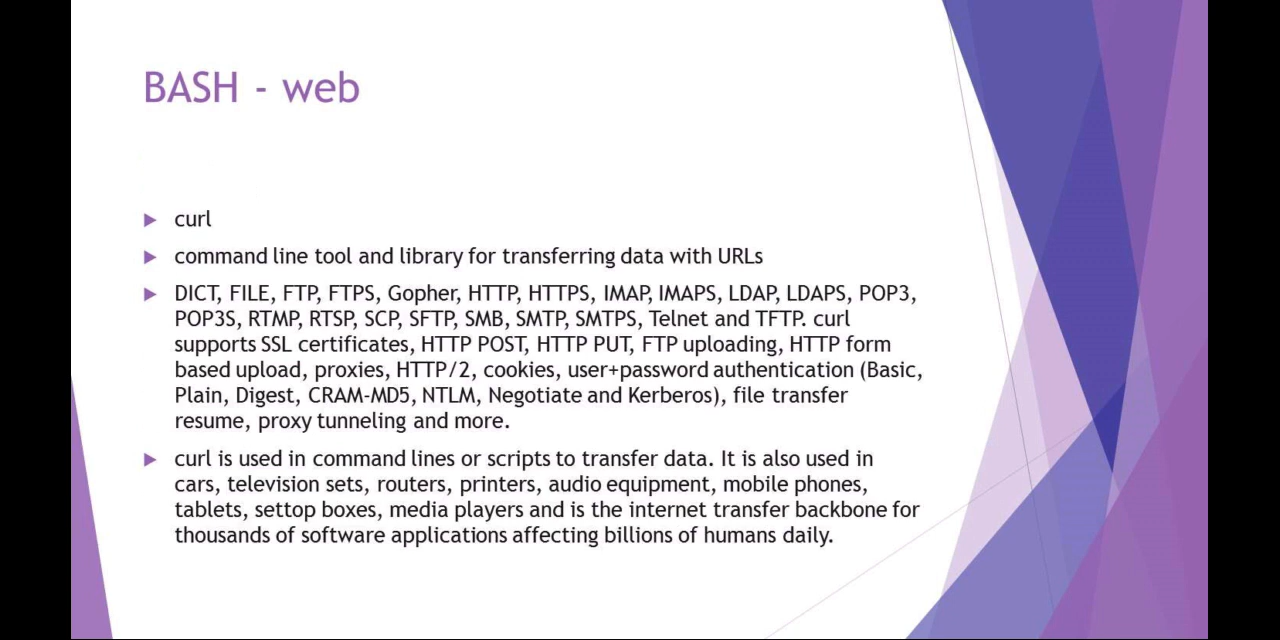 BASH - web
curl
command line tool and library for transferring data with URLs
DICT, FILE, FTP, FTPS, Gopher, HTTP, HTTPS, IMAP, IMAPS, LDAP, LDAPS, POP3,
POP3S, RTMP, RTSP, SCP, SFTP, SMB, SMTP, SMTPS, Telnet and TFTP. curl
supports SSL certificates, HTTP POST, HTTP PUT, FTP uploading, HTTP form
based upload, proxies, HTTP/2, cookies, user+password authentication (Basic,
Plain, Digest, CRAM-MD5, NTLM, Negotiate and Kerberos), file transfer
resume, proxy tunneling and more.
curl is used in command lines or scripts to transfer data. It is also used in
cars, television sets, routers, printers, audio equipment, mobile phones,
tablets, settop boxes, media players and is the internet transfer backbone for
thousands of software applications affecting billions of humans daily.